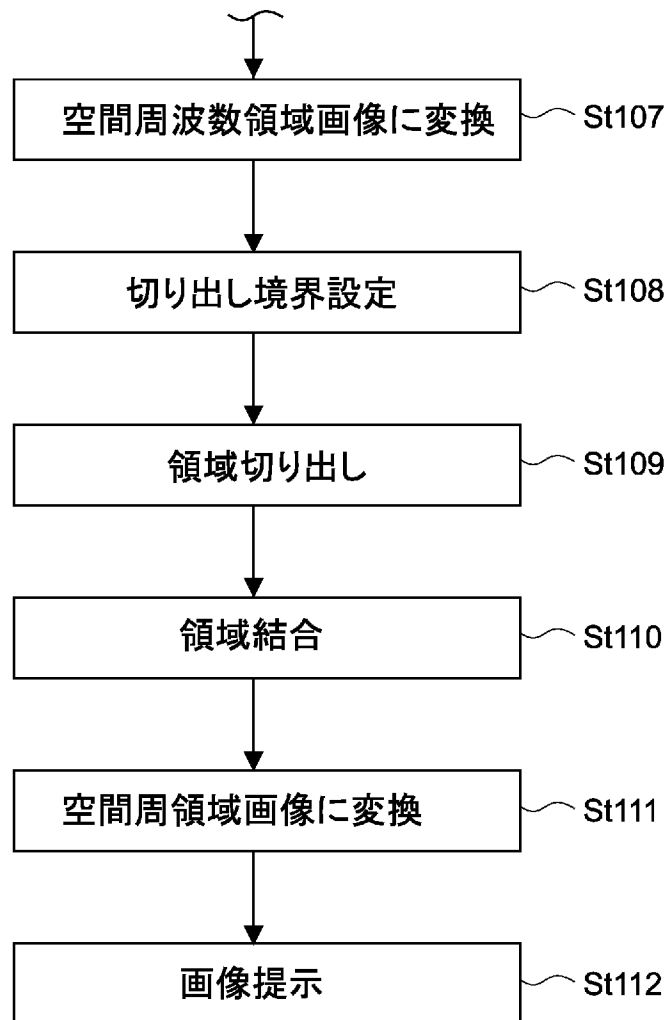 空間周波数領域画像に変換 St107
切り出し境界設定 St108
領域切り出し St109
領域結合 St110
空間周領域画像に変換 St111
画像提示 St112